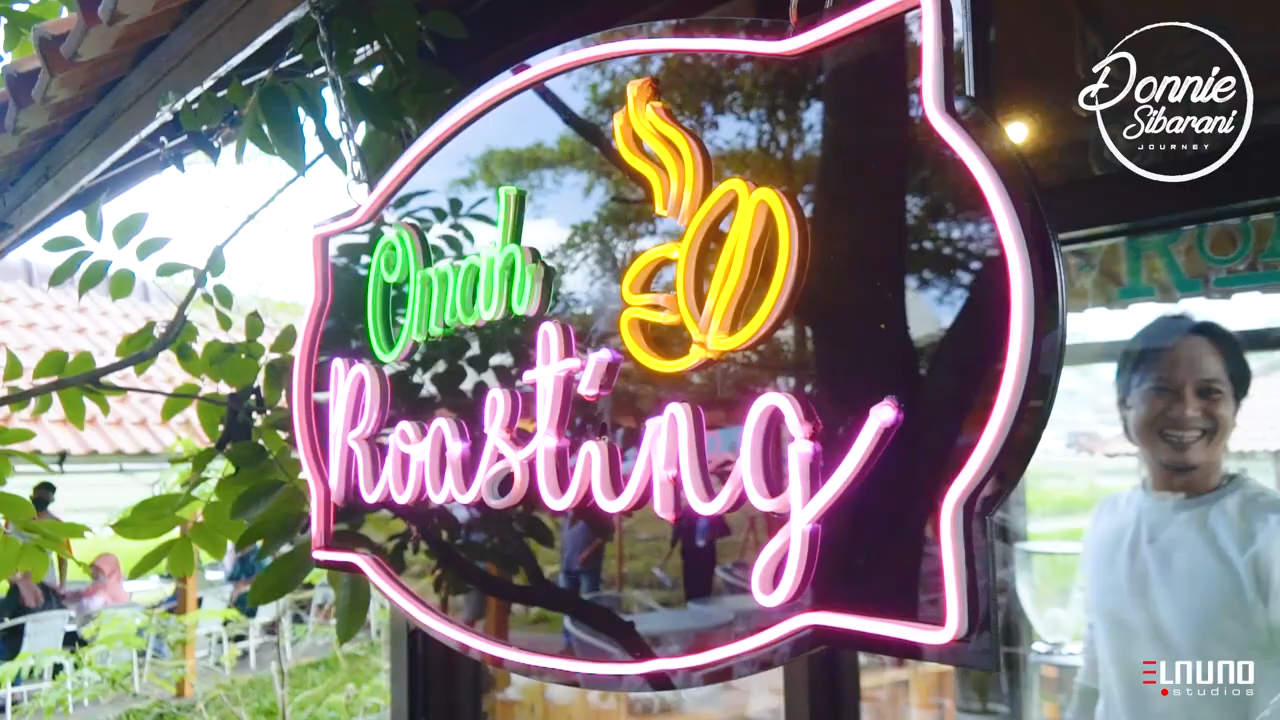 Donnie
Sibarani
JOURNEY
Omah
Roasting
ELNUNO
studios